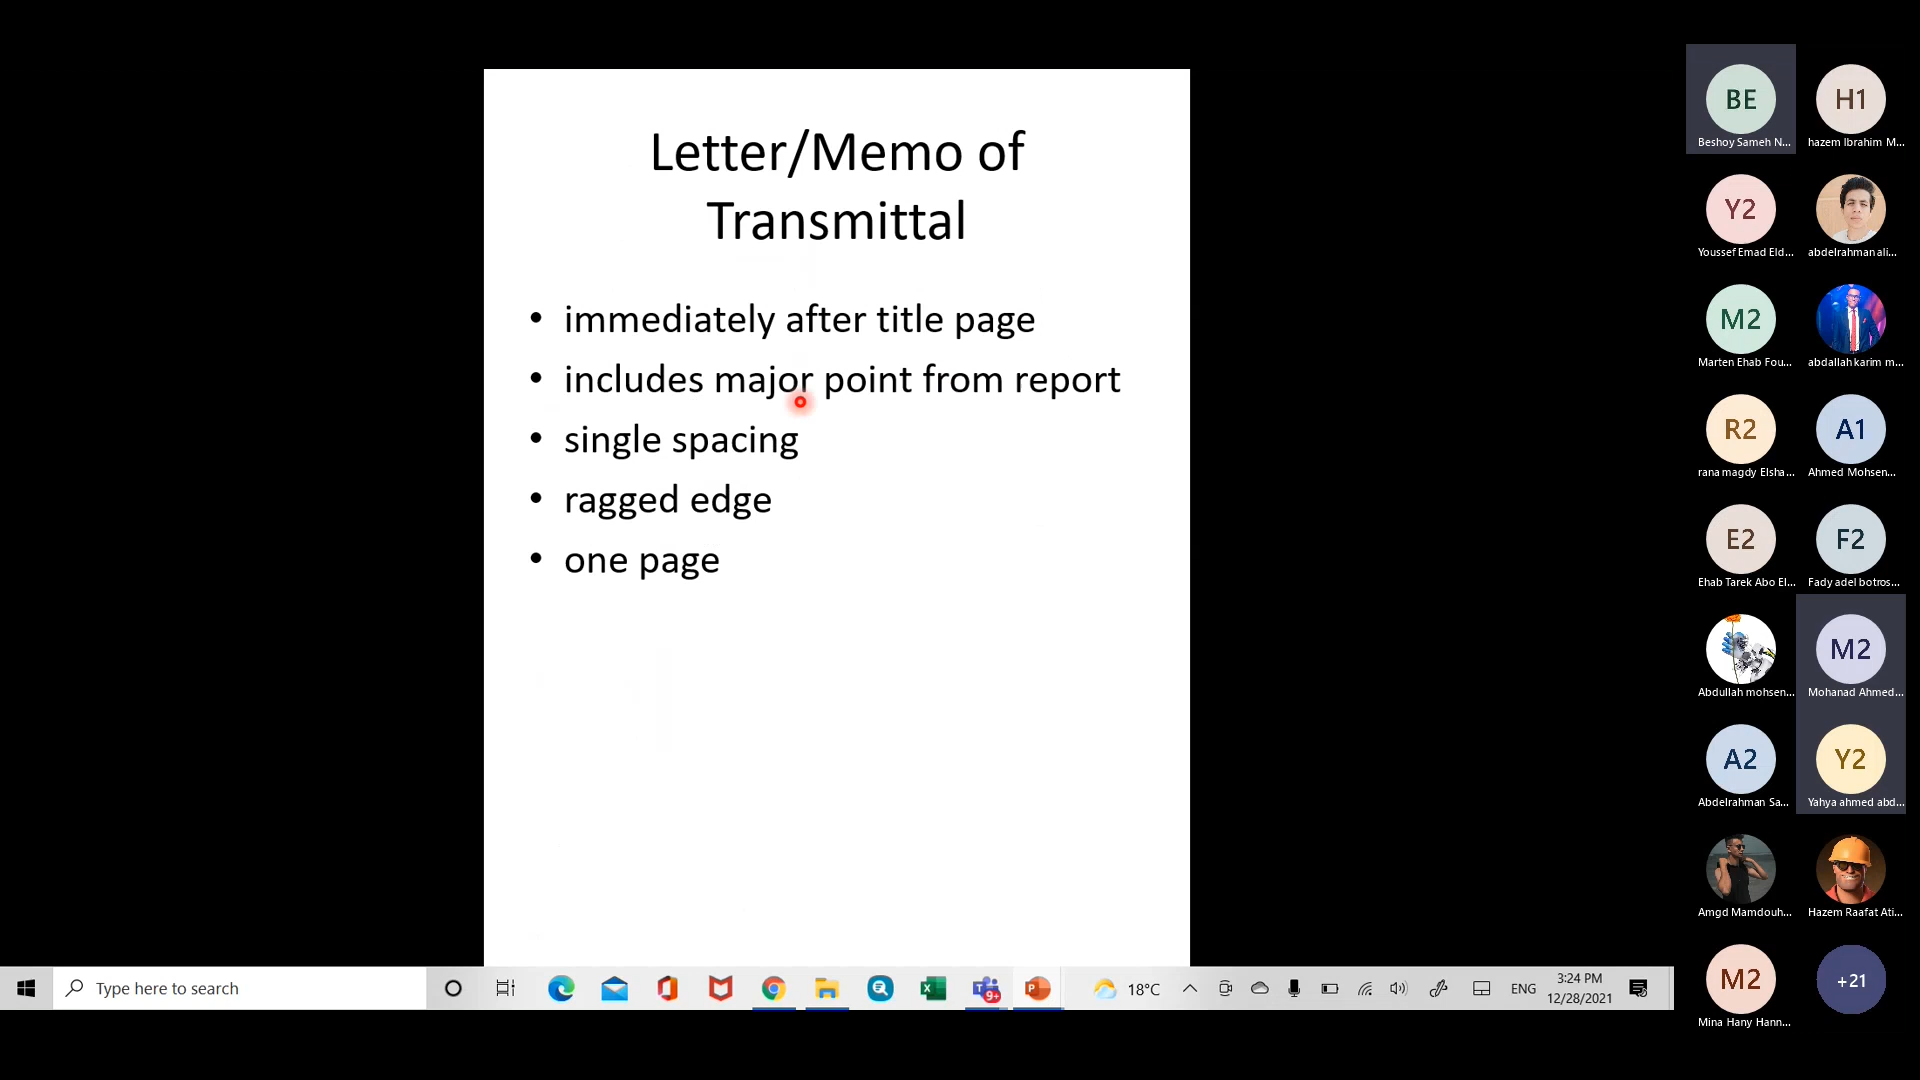 Letter/Memo of
Transmittal
• immediately after title page
• includes major point from report
• single spacing
• ragged edge
• one page
BE
Beshoy Sameh N...
H1
hazem Ibrahim M...
Y2
Youssef Emad Eld...
abdelrahman ali...
M2
Marten Ehab Fou...
abdallah karim m...
R2
rana magdy Elsha...
A1
Ahmed Mohsen...
E2
Ehab Tarek Abo El...
F2
Fady adel botros...
Abdullah mohsen...
M2
Mohanad Ahmed...
A2
Abdelrahman Sa...
Y2
Yahya ahmed abd...
Amgd Mamdouh...
Hazem Raafat Ati...
M2
Mina Hany Hann...
+21
Type here to search
9+
18°C
ENG
3:24 PM
12/28/2021